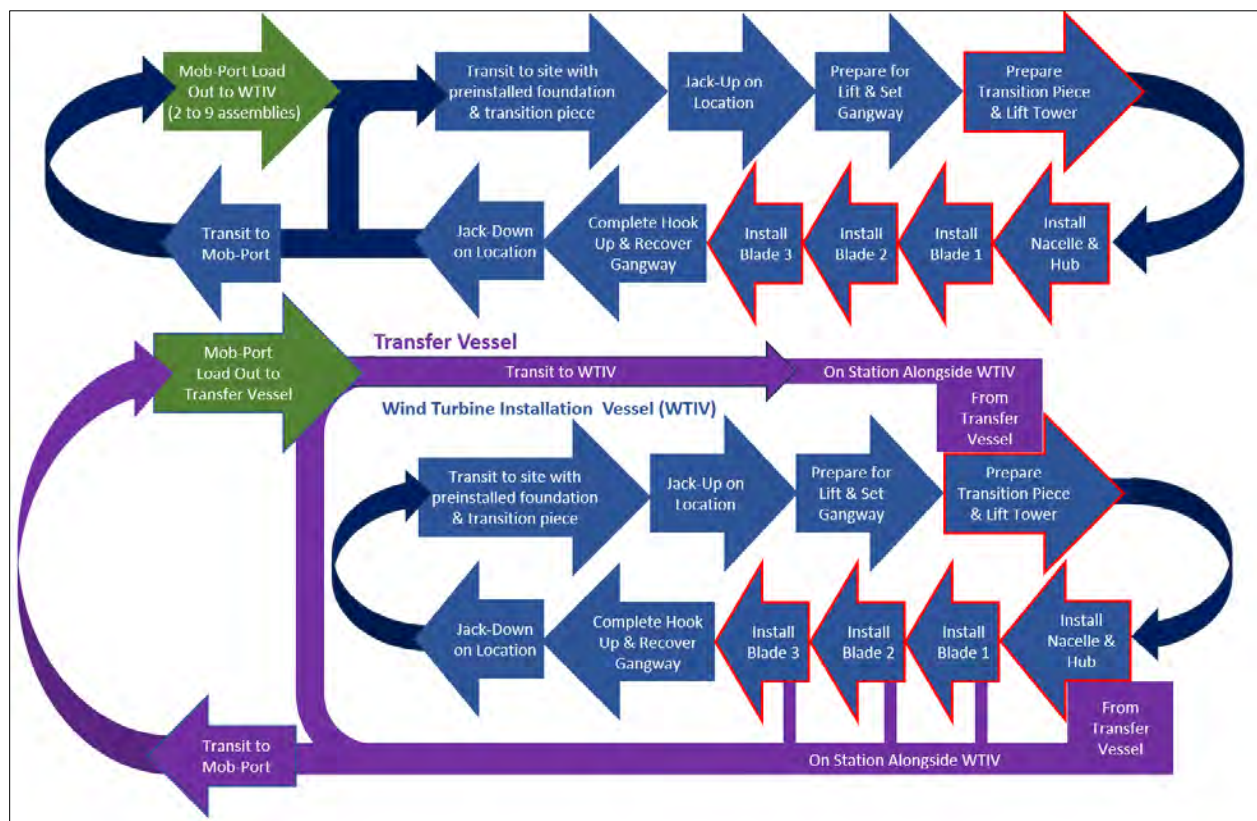 Mob-Port Load
Out to WTIV
(2 to 9 assemblies)
Transit to site with
preinstalled foundation
& transition piece
Jack-Up on
Location
Prepare for
Lift & Set
Gangway
Prepare
Transition Piece
& Lift Tower
Transit to
Mob-Port
Jack-Down
on Location
Complete Hook
Up & Recover
Gangway
Install
Blade 3
Install
Blade 2
Install
Blade 1
Install
Nacelle &
Hub
Mob-Port
Load Out to
Transfer Vessel
Transfer Vessel
Transit to WTIV
On Station Alongside WTIV
From
Transfer
Vessel
Wind Turbine Installation Vessel (WTIV)
Transit to site with
preinstalled foundation
& transition piece
Jack-Up on
Location
Prepare for
Lift & Set
Gangway
Prepare
Transition Piece
& Lift Tower
Jack-Down
on Location
Complete Hook
Up & Recover
Gangway
Install
Blade 3
Install
Blade 2
Install
Blade 1
Install
Nacelle &
Hub
From
Transfer
Vessel
Transit to
Mob-Port
On Station Alongside WTIV